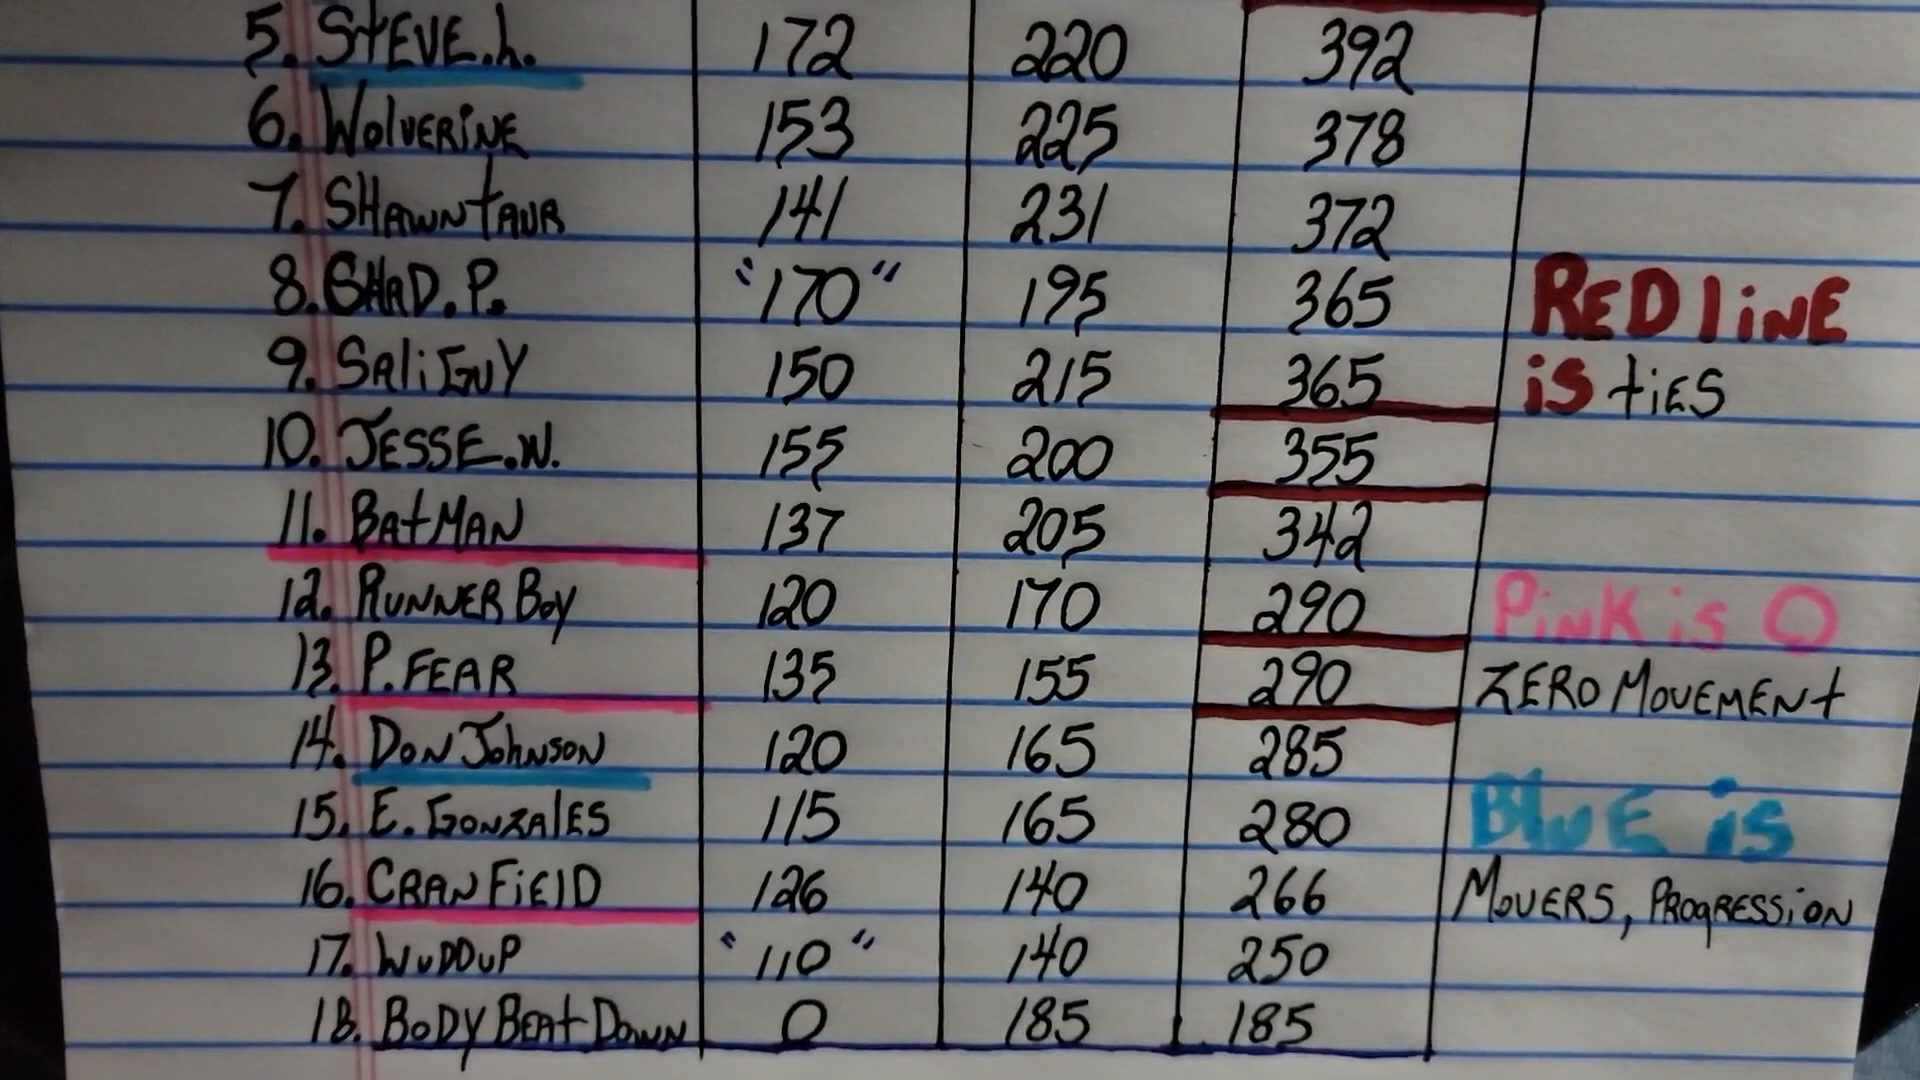 5. STEVE.h. 172 220 392
6. WOLVERINE 153 225 378
7. SHAWNTAUR 141 231 372
8. SHAD.P. "170" 195 365
9. SALiGUY 150 215 365
RED liNE
iS tiES
10. JESSE.W. 155 200 355
11. BAtMAN 137 205 342
12. RUNNER BOY 120 170 290
PiNK iS 0
13. P. FEAR 135 155 290
ZERO MOVEMENt
14. DON JOhNSON 120 165 285
15. E. GONZAlES 115 165 280
BluE iS
16. CRANFiElD 126 140 266
MOVERS, PROgRESSiON
17. WUDDUP "110" 140 250
18. BODY BEAt DOWN 0 185 185